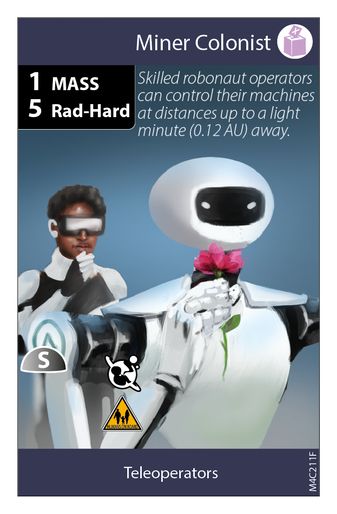 Miner Colonist
1 MASS
5 Rad-Hard
Skilled robonaut operators
can control their machines
at distances up to a light
minute (0.12 AU) away.
S
Teleoperators
M4C211F